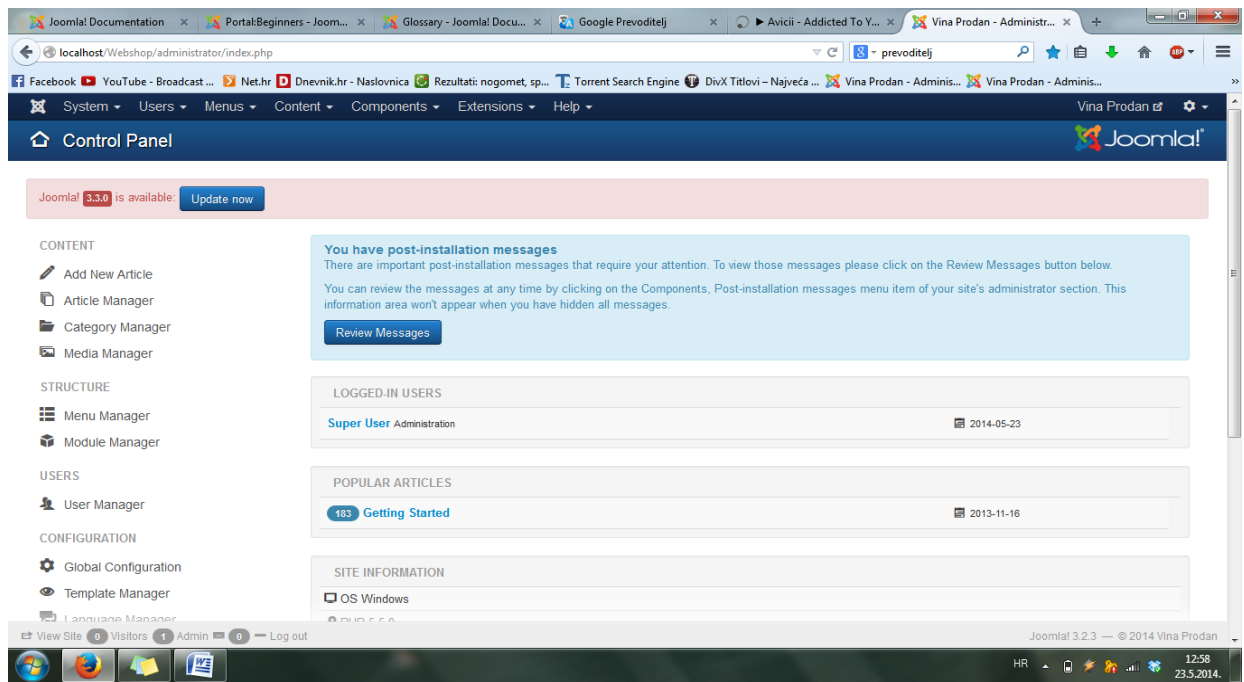 Joomla! Documentation × Portal:Beginners - Joom... × Glossary - Joomla! Docu... × Google Prevoditelj × ► Avicii - Addicted To Y... × Vina Prodan - Administr... × +
localhost/Webshop/administrator/index.php prevoditelj
Facebook YouTube - Broadcast ... Net.hr Dnevnik.hr - Naslovnica Rezultati: nogomet, sp... Torrent Search Engine DivX Titlovi – Najveća ... Vina Prodan - Adminis... Vina Prodan - Adminis... »
System Users Menus Content Components Extensions Help Vina Prodan
Control Panel Joomla!
Joomla! 3.3.0 is available: Update now
CONTENT
Add New Article
Article Manager
Category Manager
Media Manager
STRUCTURE
Menu Manager
Module Manager
USERS
User Manager
CONFIGURATION
Global Configuration
Template Manager
Language Manager
You have post-installation messages
There are important post-installation messages that require your attention. To view those messages please click on the Review Messages button below.
You can review the messages at any time by clicking on the Components, Post-installation messages menu item of your site's administrator section. This
information area won't appear when you have hidden all messages.
Review Messages
LOGGED-IN USERS
Super User Administration 2014-05-23
POPULAR ARTICLES
183 Getting Started 2013-11-16
SITE INFORMATION
OS Windows
View Site 0 Visitors 1 Admin 0 Log out Joomla! 3.2.3 — © 2014 Vina Prodan
HR 12:58
23.5.2014.